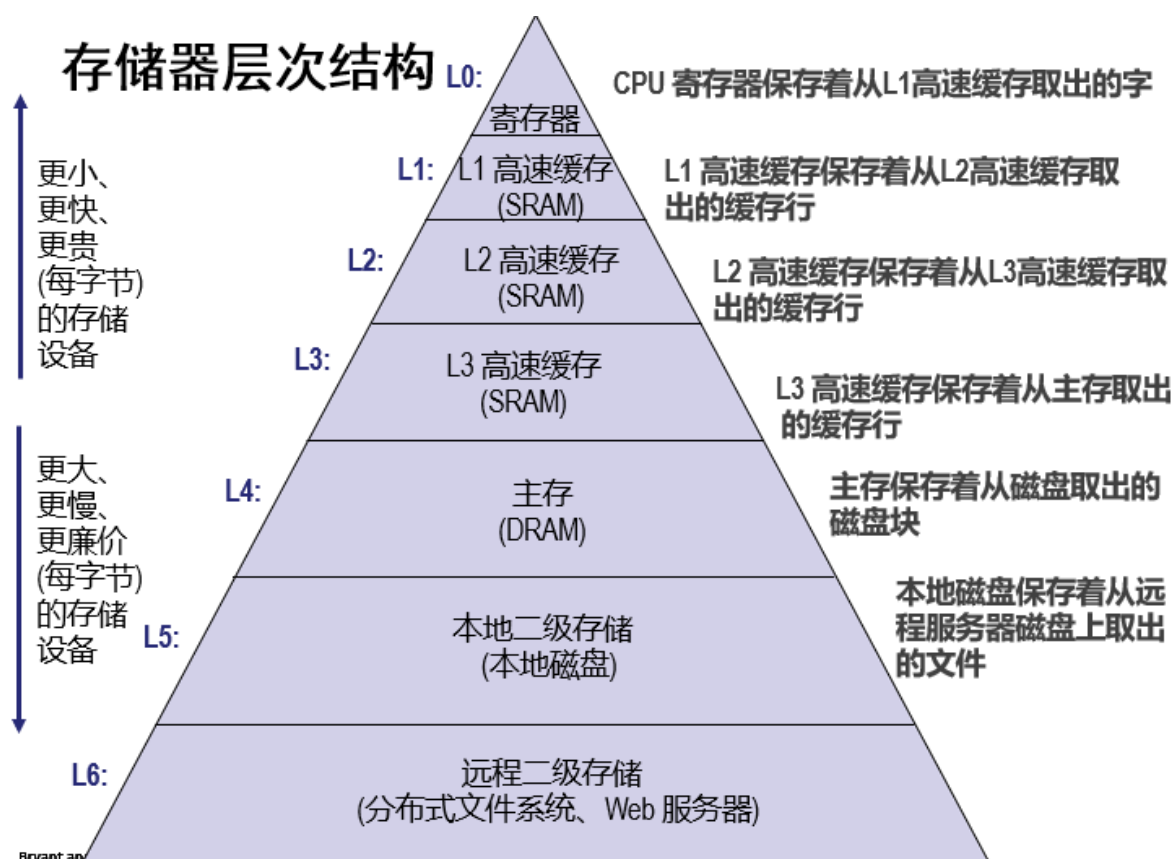 存储器层次结构
L0:
寄存器
CPU 寄存器保存着从L1高速缓存取出的字
L1:
L1 高速缓存
(SRAM)
L1 高速缓存保存着从L2高速缓存取
出的缓存行
L2:
L2 高速缓存
(SRAM)
L2 高速缓存保存着从L3高速缓存取
出的缓存行
L3:
L3 高速缓存
(SRAM)
L3 高速缓存保存着从主存取出
的缓存行
L4:
主存
(DRAM)
主存保存着从磁盘取出的
磁盘块
L5:
本地二级存储
(本地磁盘)
本地磁盘保存着从远
程服务器磁盘上取出
的文件
L6:
远程二级存储
(分布式文件系统、Web 服务器)
更小、
更快、
更贵
(每字节)
的存储
设备
更大、
更慢、
更廉价
(每字节)
的存储
设备
Bryant